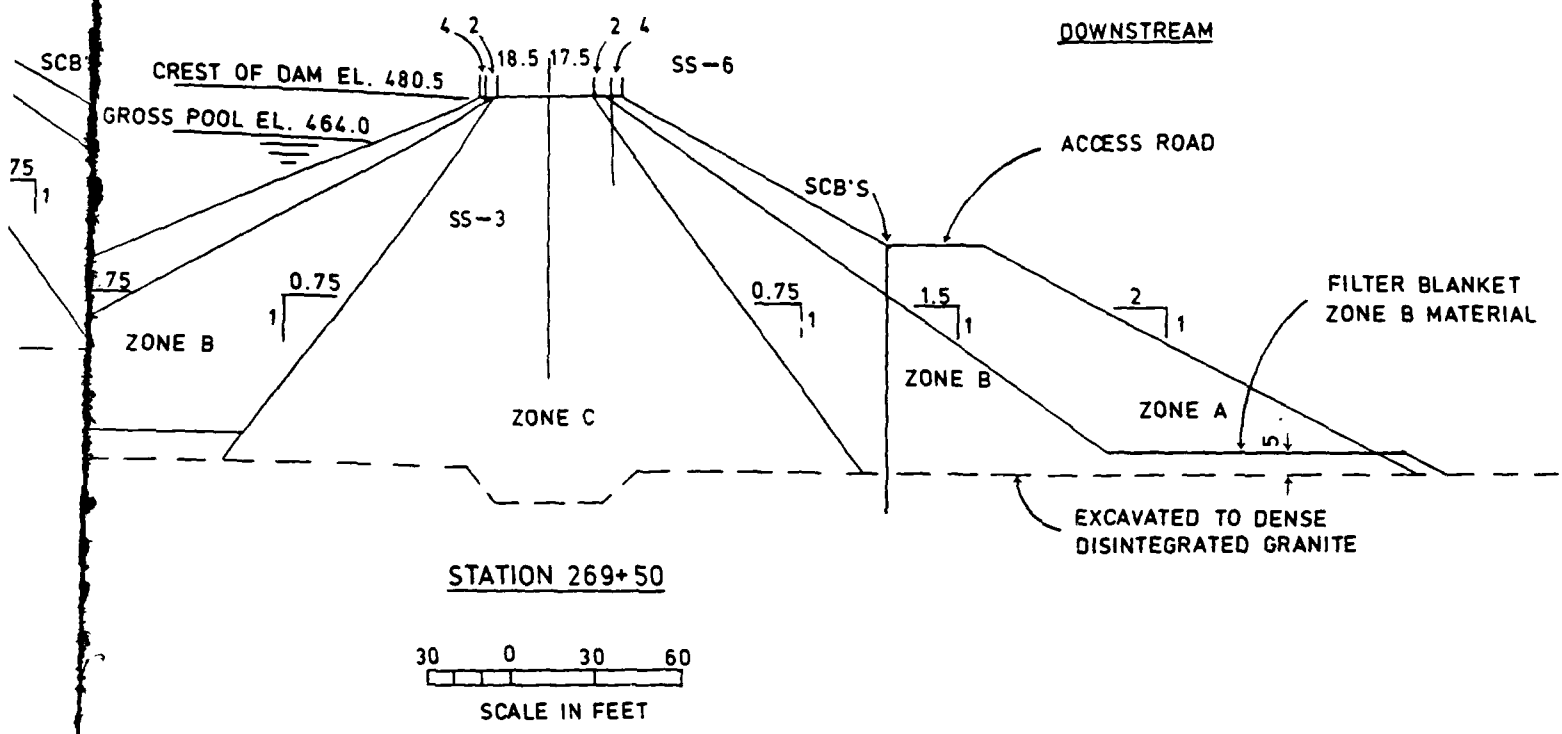 DOWNSTREAM
4 2
2 4
18.5 17.5
SS-6
SCB'
CREST OF DAM EL. 480.5
GROSS POOL EL. 464.0
ACCESS ROAD
75
1
SCB'S
SS-3
.75
0.75
1
0.75
1
1.5
1
2
1
FILTER BLANKET
ZONE B MATERIAL
ZONE B
ZONE B
ZONE C
ZONE A
5
EXCAVATED TO DENSE
DISINTEGRATED GRANITE
STATION 269+50
30 0 30 60
SCALE IN FEET